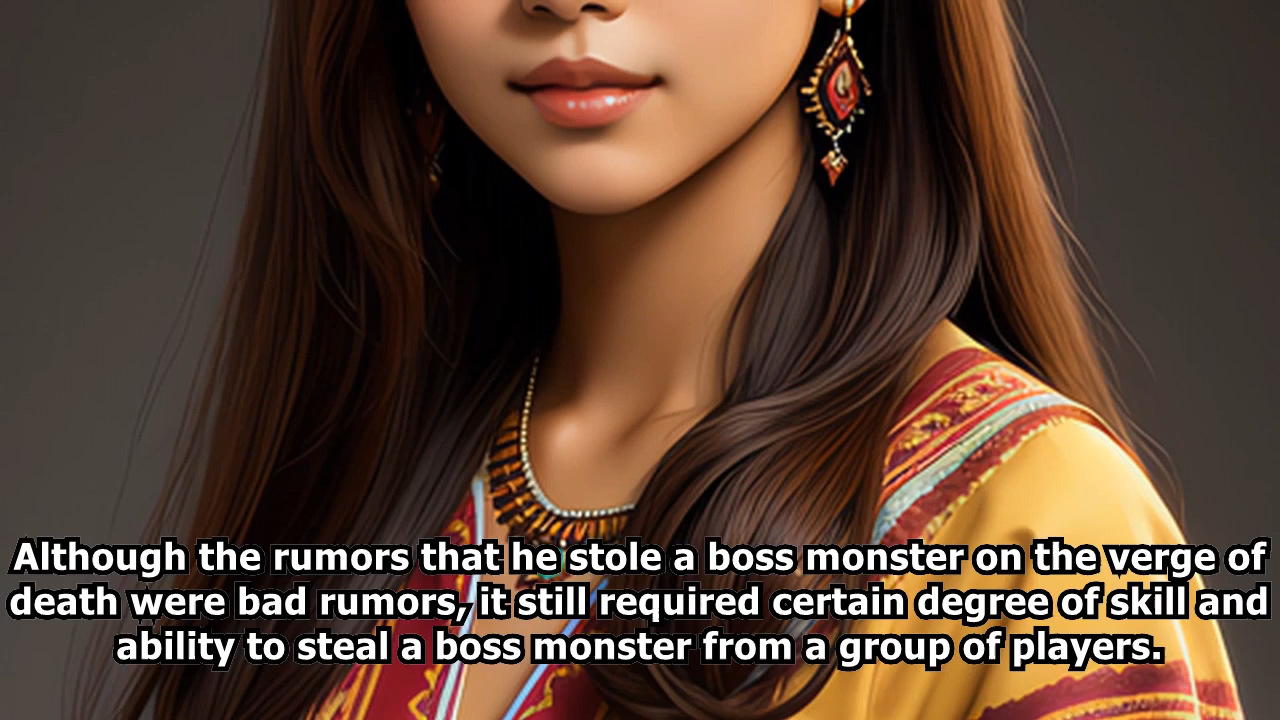 Although the rumors that he stole a boss monster on the verge of
death were bad rumors, it still required certain degree of skill and
ability to steal a boss monster from a group of players.